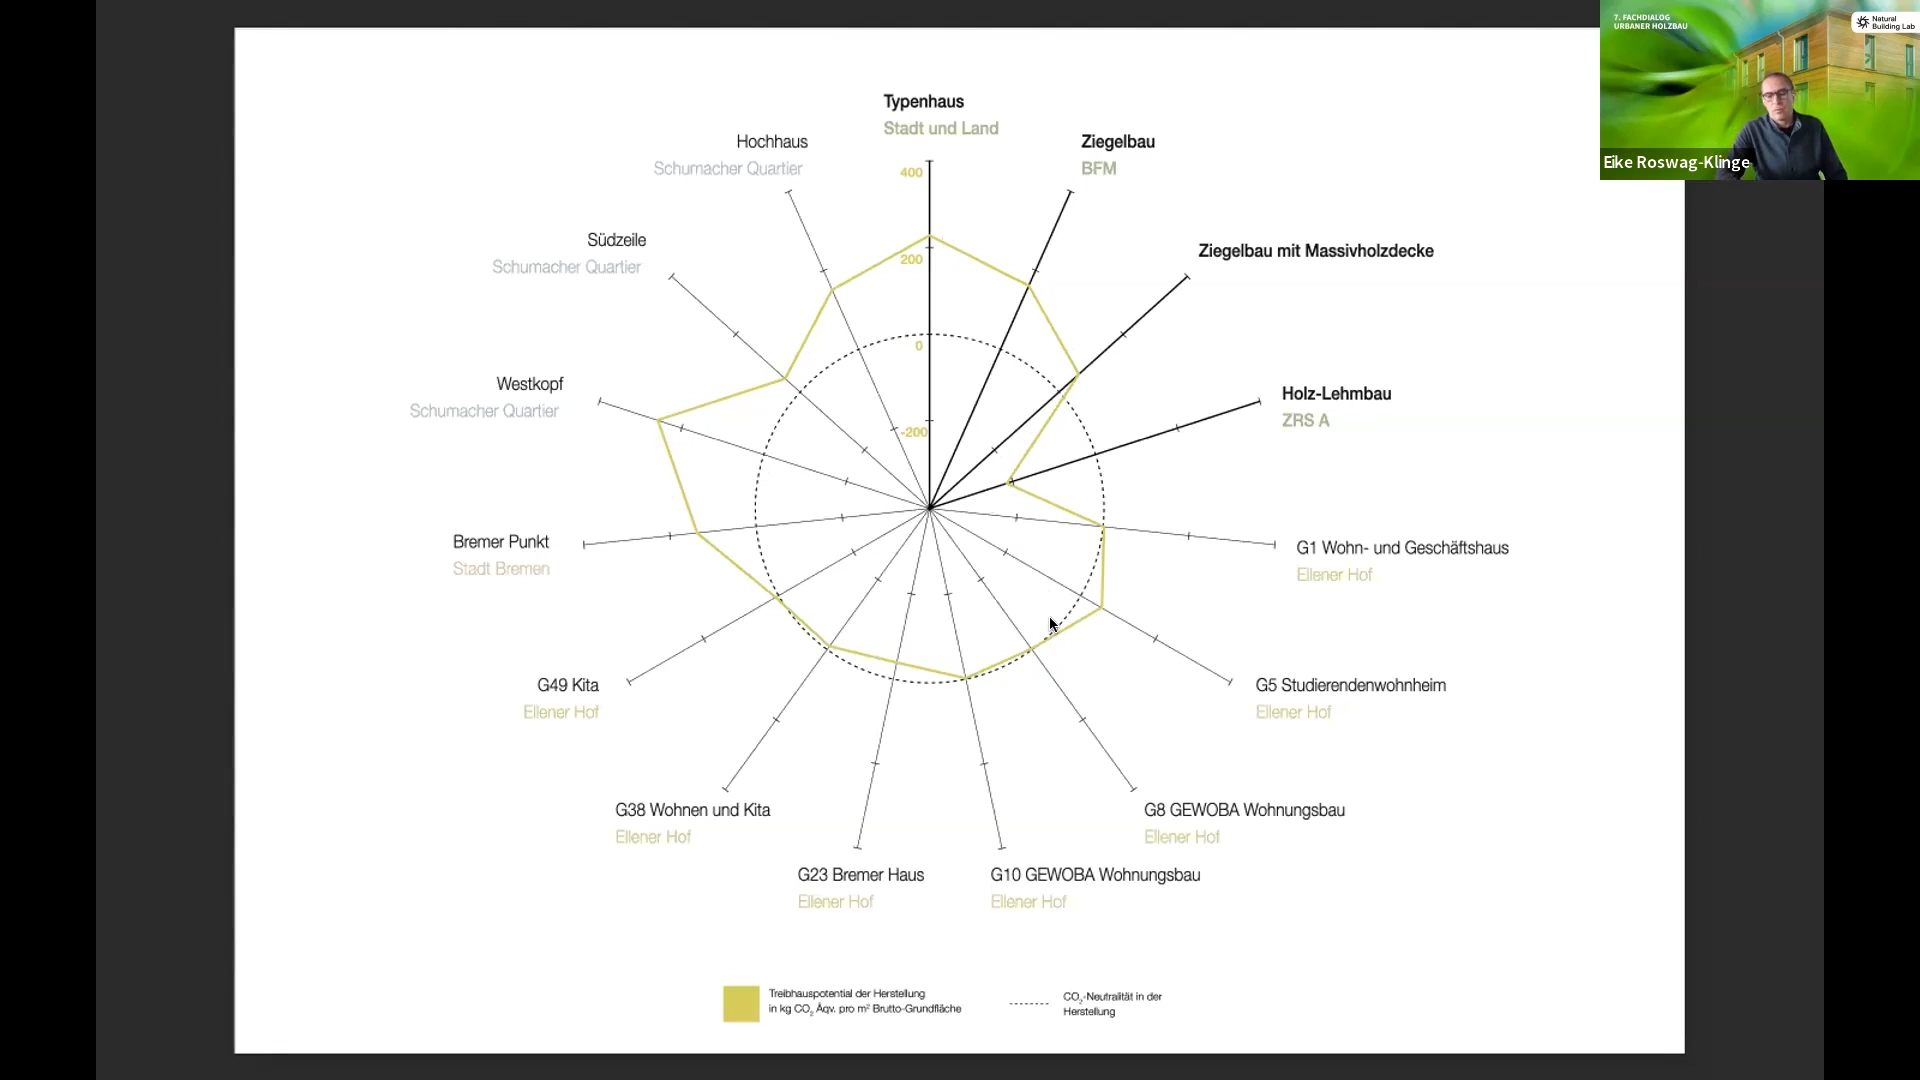 7. FACHDIALOG
URBANER HOLZBAU
Natural
Building Lab
Eike Roswag-Klinge
Typenhaus
Stadt und Land
Hochhaus
Schumacher Quartier
Ziegelbau
BFM
400
Südzeile
Schumacher Quartier
Ziegelbau mit Massivholzdecke
200
0
Westkopf
Schumacher Quartier
Holz-Lehmbau
ZRS A
-200
Bremer Punkt
Stadt Bremen
G1 Wohn- und Geschäftshaus
Ellener Hof
G49 Kita
Ellener Hof
G5 Studierendenwohnheim
Ellener Hof
G38 Wohnen und Kita
Ellener Hof
G8 GEWOBA Wohnungsbau
Ellener Hof
G23 Bremer Haus
Ellener Hof
G10 GEWOBA Wohnungsbau
Ellener Hof
Treibhauspotential der Herstellung
in kg CO₂ Äqv. pro m² Brutto-Grundfläche
CO₂-Neutralität in der
Herstellung